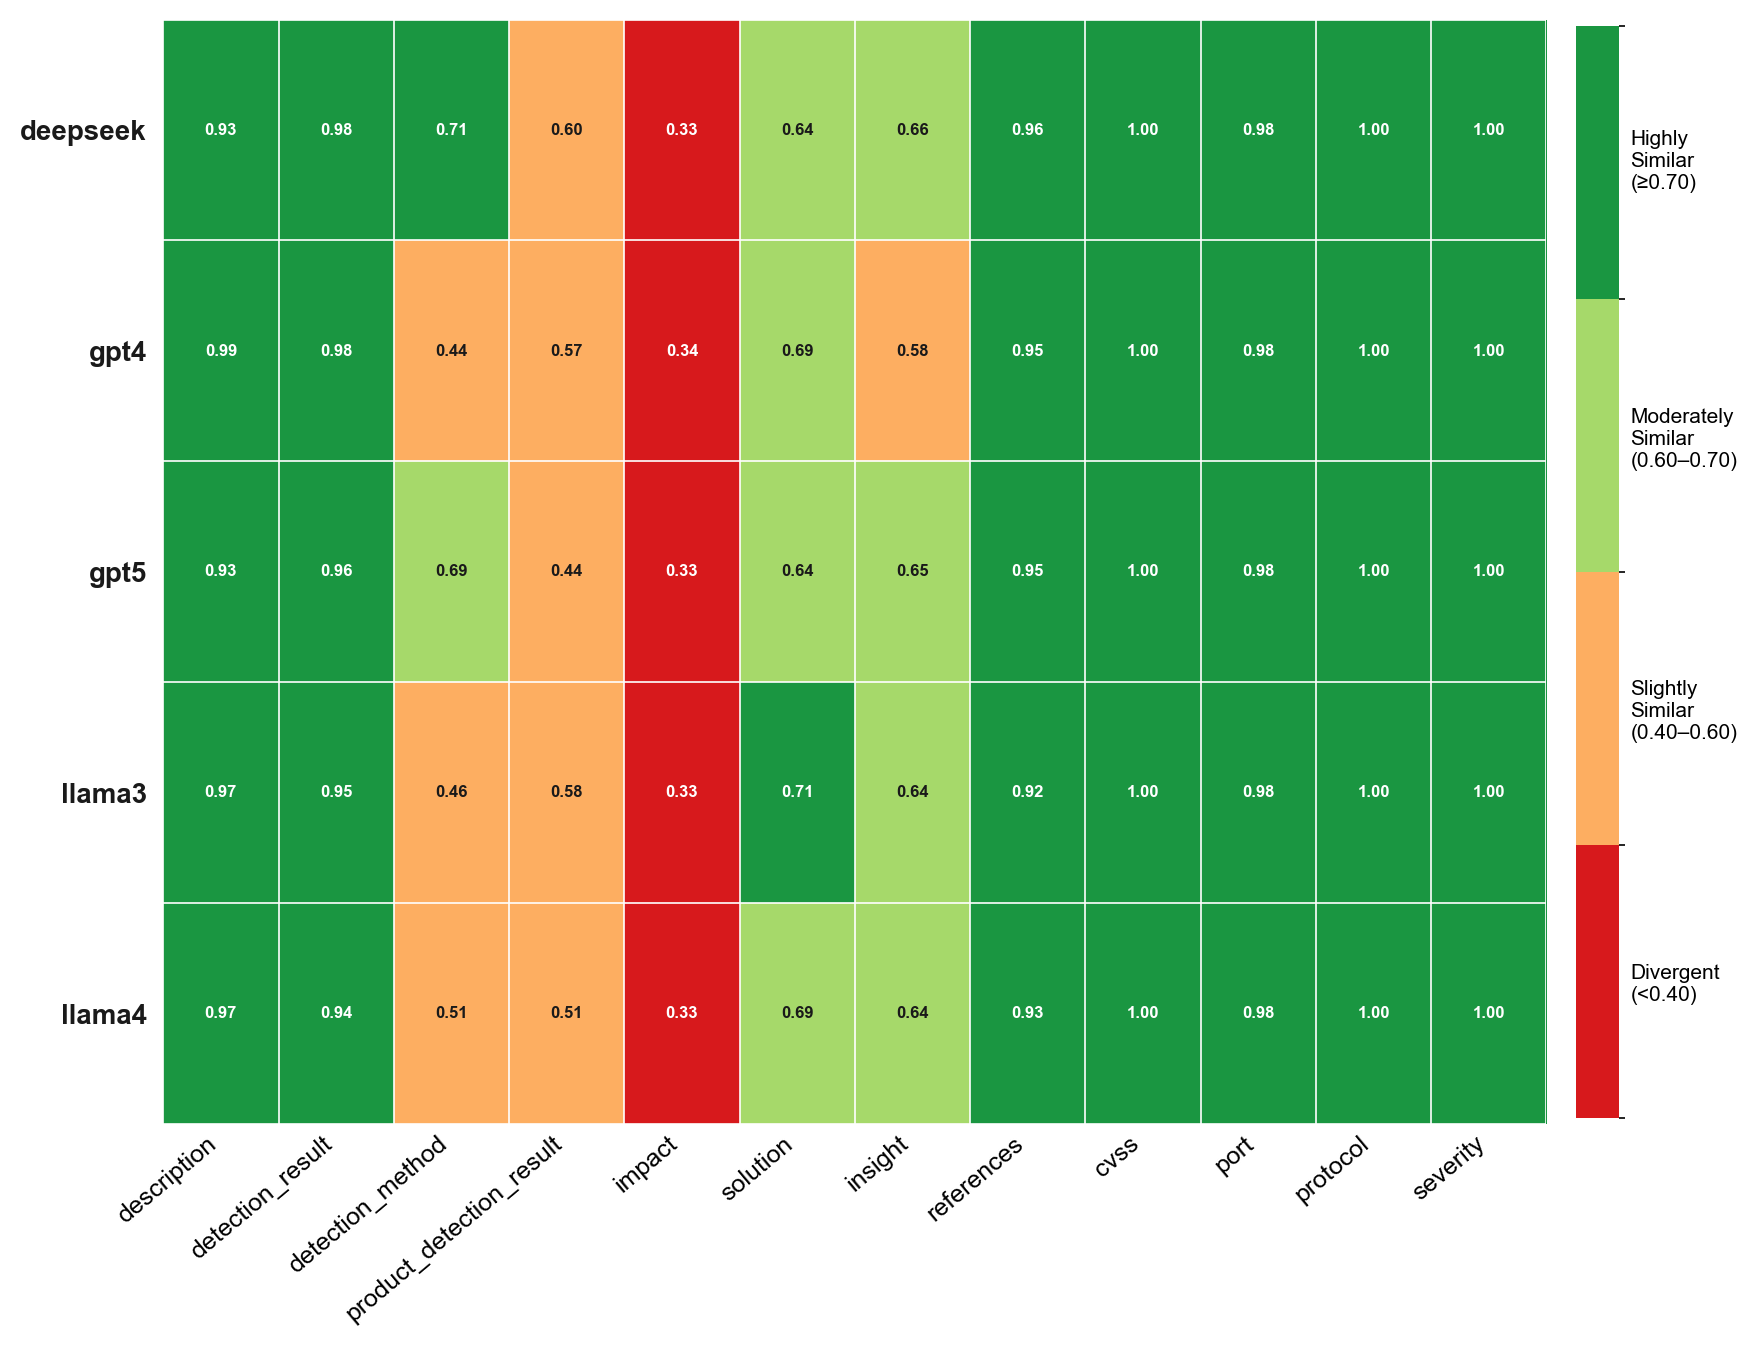 deepseek 0.93 0.98 0.71 0.60 0.33 0.64 0.66 0.96 1.00 0.98 1.00 1.00
gpt4 0.99 0.98 0.44 0.57 0.34 0.69 0.58 0.95 1.00 0.98 1.00 1.00
gpt5 0.93 0.96 0.69 0.44 0.33 0.64 0.65 0.95 1.00 0.98 1.00 1.00
llama3 0.97 0.95 0.46 0.58 0.33 0.71 0.64 0.92 1.00 0.98 1.00 1.00
llama4 0.97 0.94 0.51 0.51 0.33 0.69 0.64 0.93 1.00 0.98 1.00 1.00
description
detection_result
detection_method
product_detection_result
impact
solution
insight
references
cvss
port
protocol
severity
Highly
Similar
(≥0.70)
Moderately
Similar
(0.60–0.70)
Slightly
Similar
(0.40–0.60)
Divergent
(<0.40)